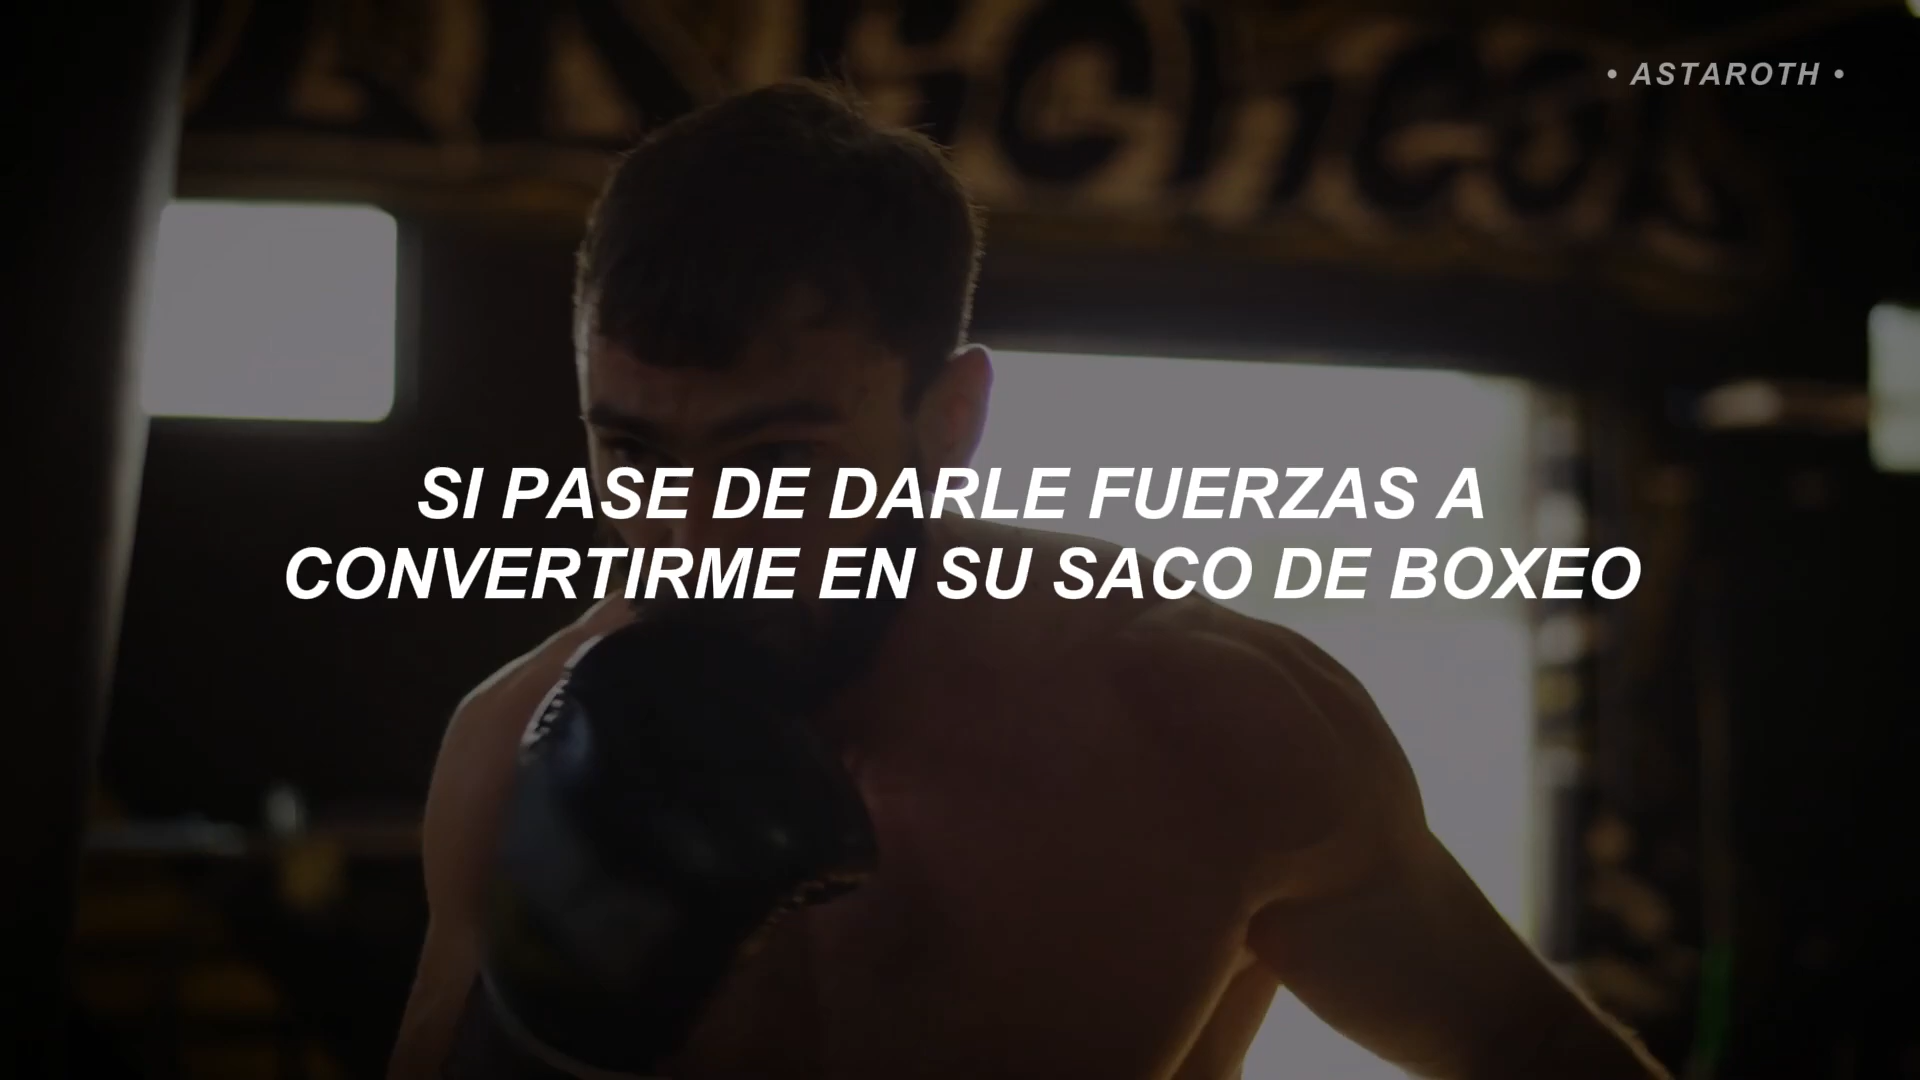 • ASTAROTH •
SI PASE DE DARLE FUERZAS A
CONVERTIRME EN SU SACO DE BOXEO